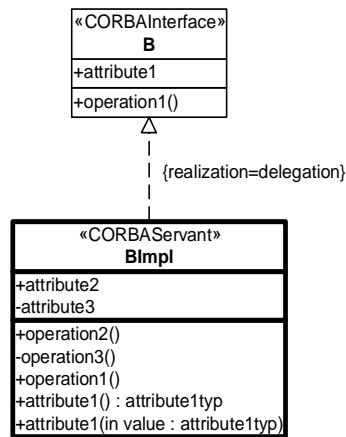 «CORBAInterface»
B
+attribute1
+operation1()
{realization=delegation}
«CORBAServant»
BImpl
+attribute2
-attribute3
+operation2()
-operation3()
+operation1()
+attribute1() : attribute1typ
+attribute1(in value : attribute1typ)